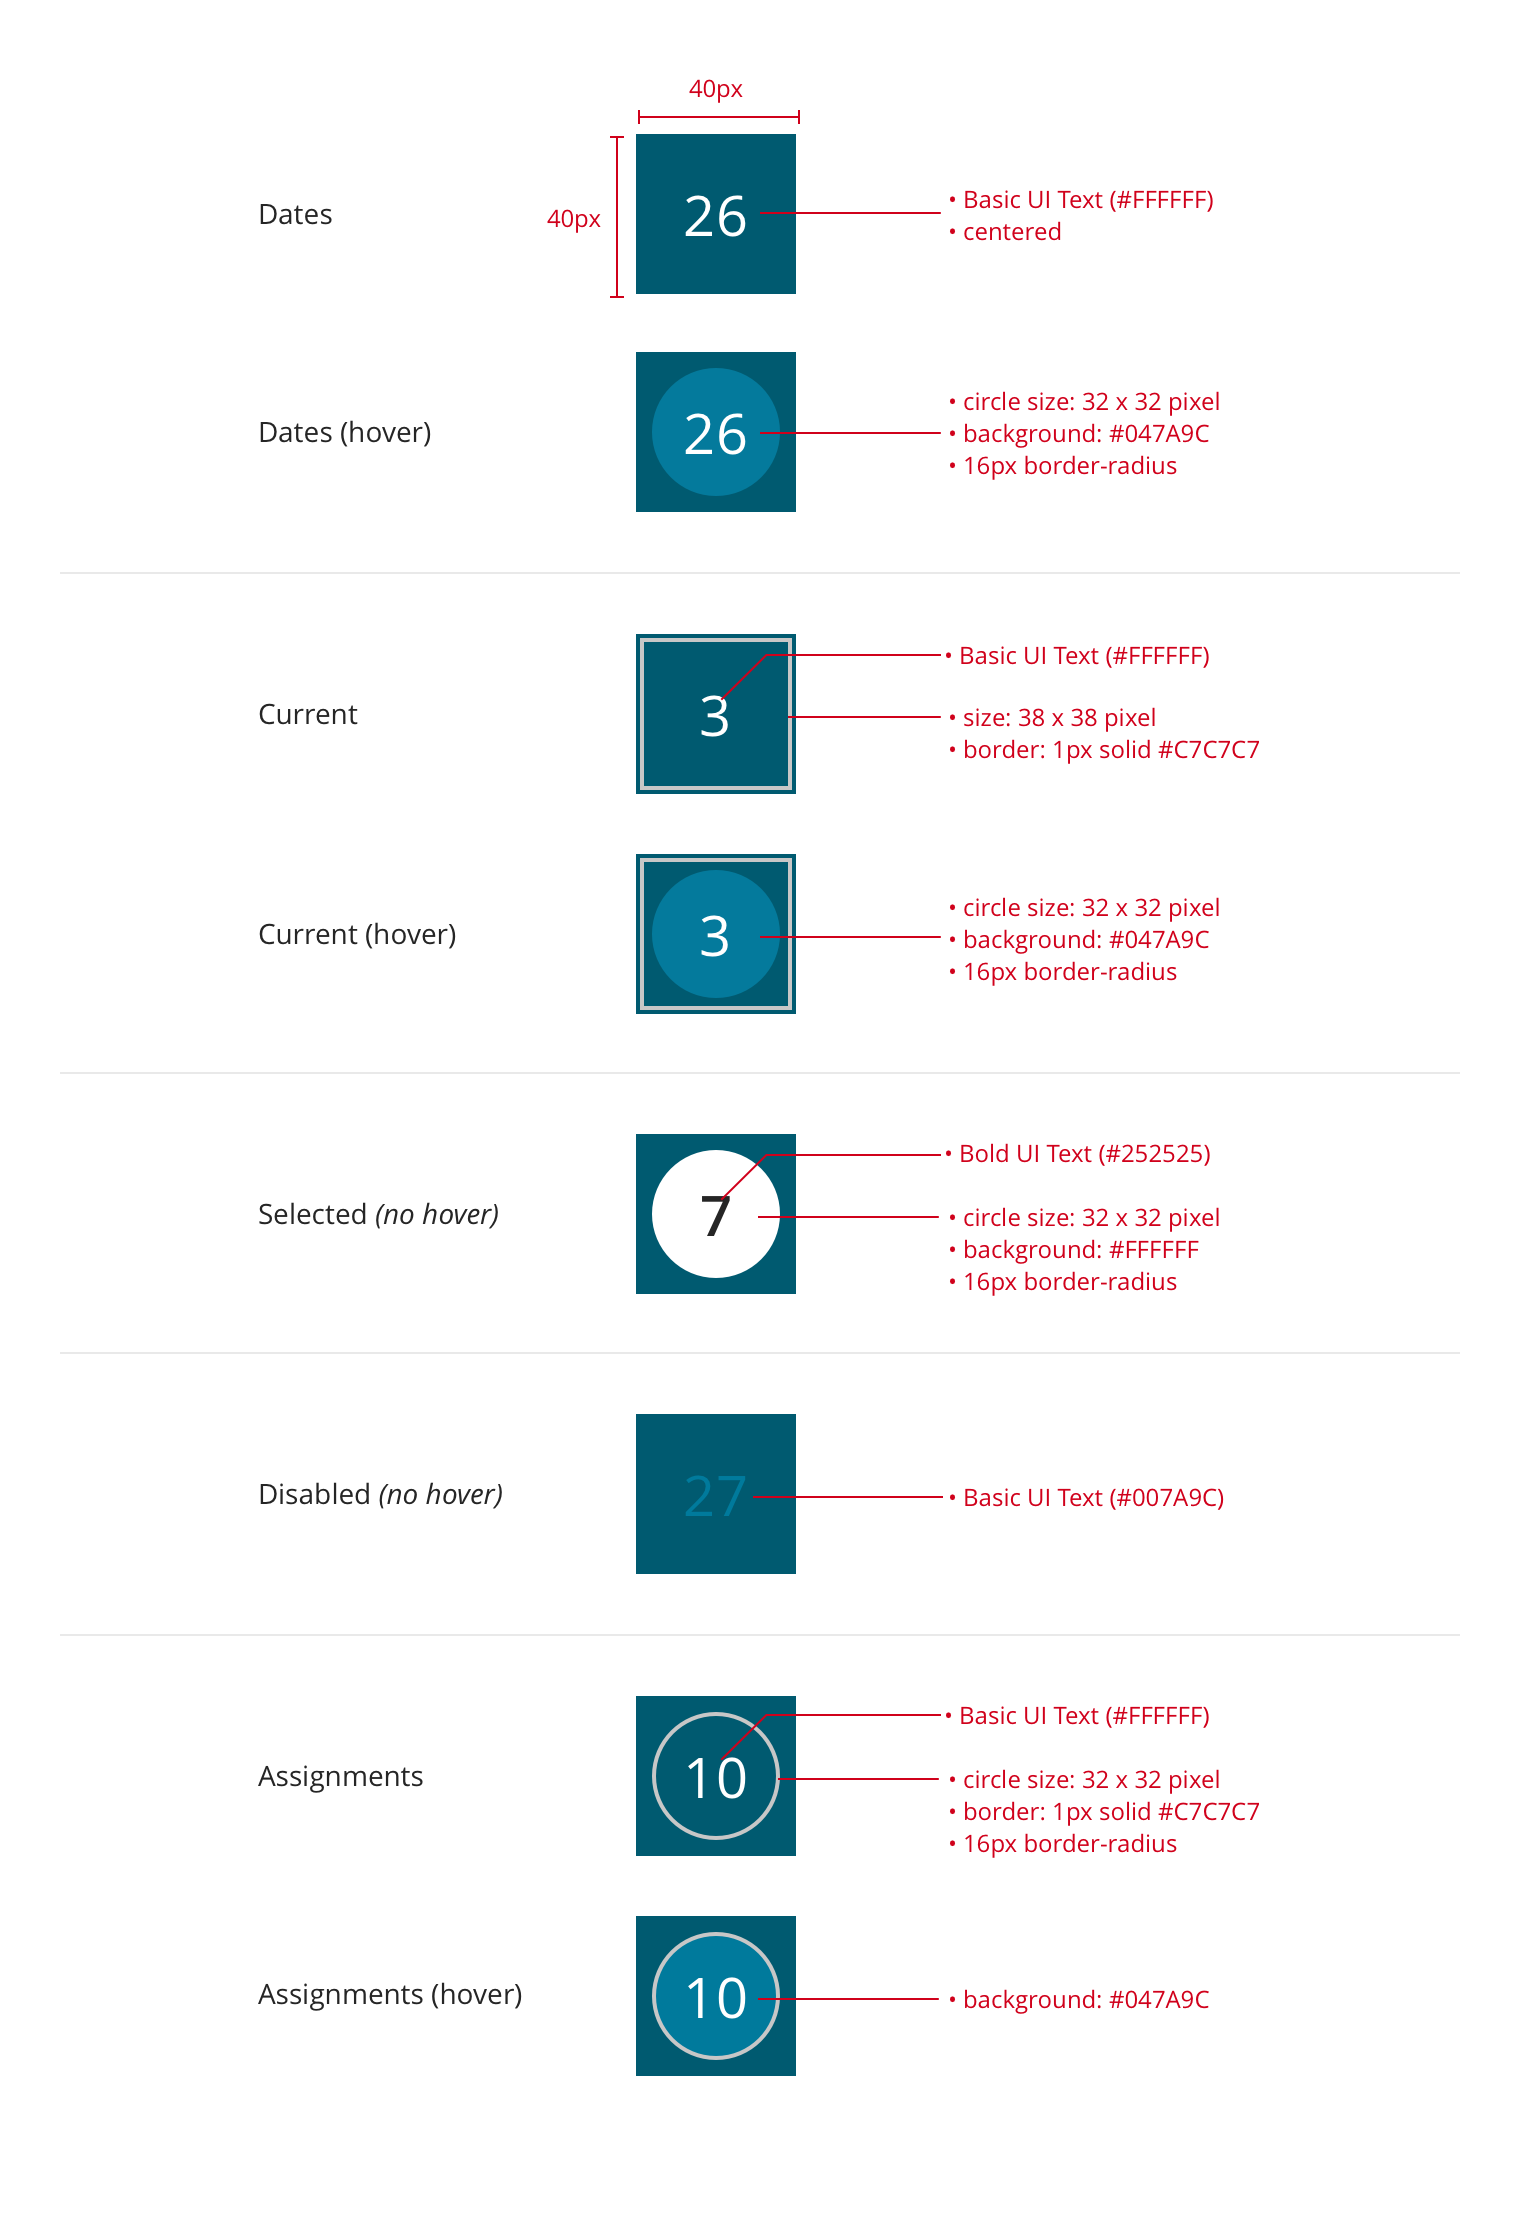 40px
40px
Dates
26
• Basic UI Text (#FFFFFF)
• centered
Dates (hover)
26
• circle size: 32 x 32 pixel
• background: #047A9C
• 16px border-radius
Current
3
• Basic UI Text (#FFFFFF)
• size: 38 x 38 pixel
• border: 1px solid #C7C7C7
Current (hover)
3
• circle size: 32 x 32 pixel
• background: #047A9C
• 16px border-radius
Selected (no hover)
7
• Bold UI Text (#252525)
• circle size: 32 x 32 pixel
• background: #FFFFFF
• 16px border-radius
Disabled (no hover)
27
• Basic UI Text (#007A9C)
Assignments
10
• Basic UI Text (#FFFFFF)
• circle size: 32 x 32 pixel
• border: 1px solid #C7C7C7
• 16px border-radius
Assignments (hover)
10
• background: #047A9C